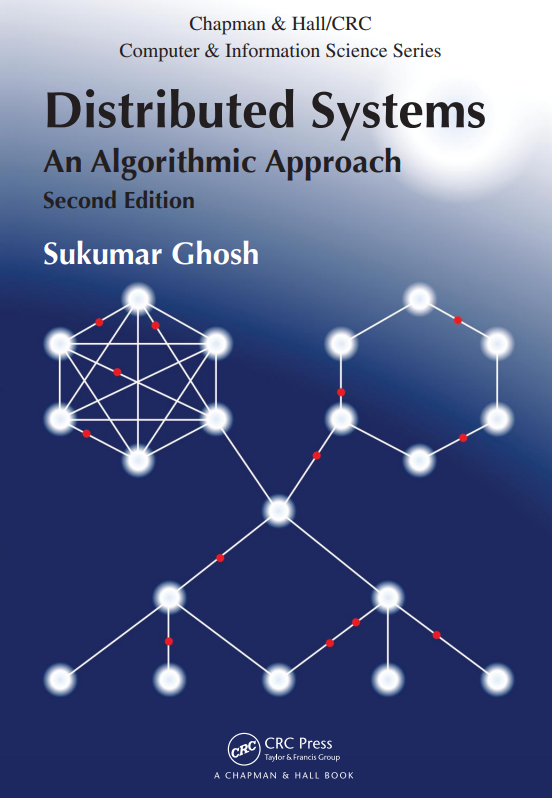 Chapman & Hall/CRC
Computer & Information Science Series
Distributed Systems
An Algorithmic Approach
Second Edition
Sukumar Ghosh
CRC
CRC Press
Taylor & Francis Group
A CHAPMAN & HALL BOOK